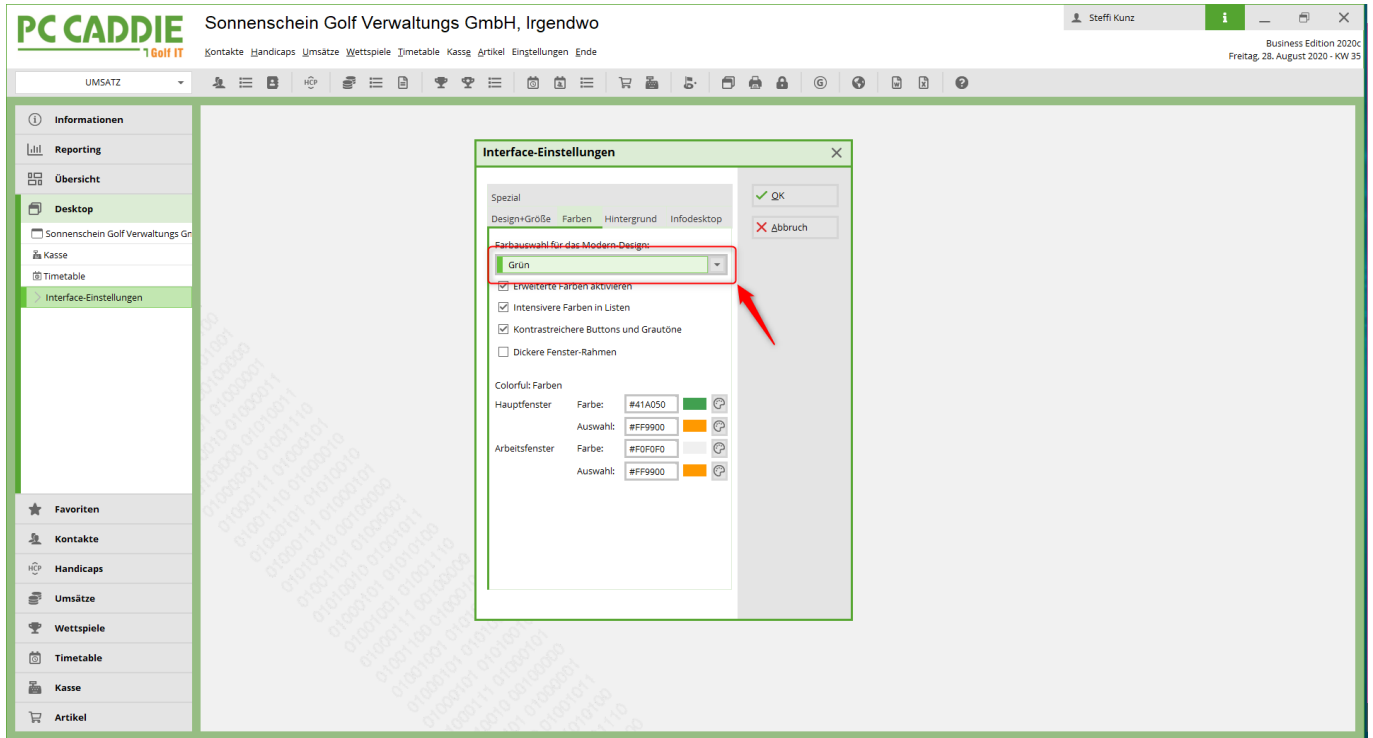 PC CADDIE
Golf IT
Sonnenschein Golf Verwaltungs GmbH, Irgendwo
Kontakte Handicaps Umsätze Wettspiele Timetable Kasse Artikel Einstellungen Ende
Steffi Kunz
i
Business Edition 2020c
Freitag, 28. August 2020 - KW 35
UMSATZ
HCP
G
W
X
?
Informationen
Reporting
Übersicht
Desktop
Sonnenschein Golf Verwaltungs Gm
Kasse
Timetable
Interface-Einstellungen
Favoriten
Kontakte
HCP Handicaps
Umsätze
Wettspiele
Timetable
Kasse
Artikel
Interface-Einstellungen
Spezial
Design+Größe Farben Hintergrund Infodesktop
Farbauswahl für das Modern-Design:
Grün
Erweiterte Farben aktivieren
Intensivere Farben in Listen
Kontrastreichere Buttons und Grautöne
Dickere Fenster-Rahmen
Colorful: Farben
Hauptfenster Farbe: #41A050
Auswahl: #FF9900
Arbeitsfenster Farbe: #F0F0F0
Auswahl: #FF9900
OK
Abbruch